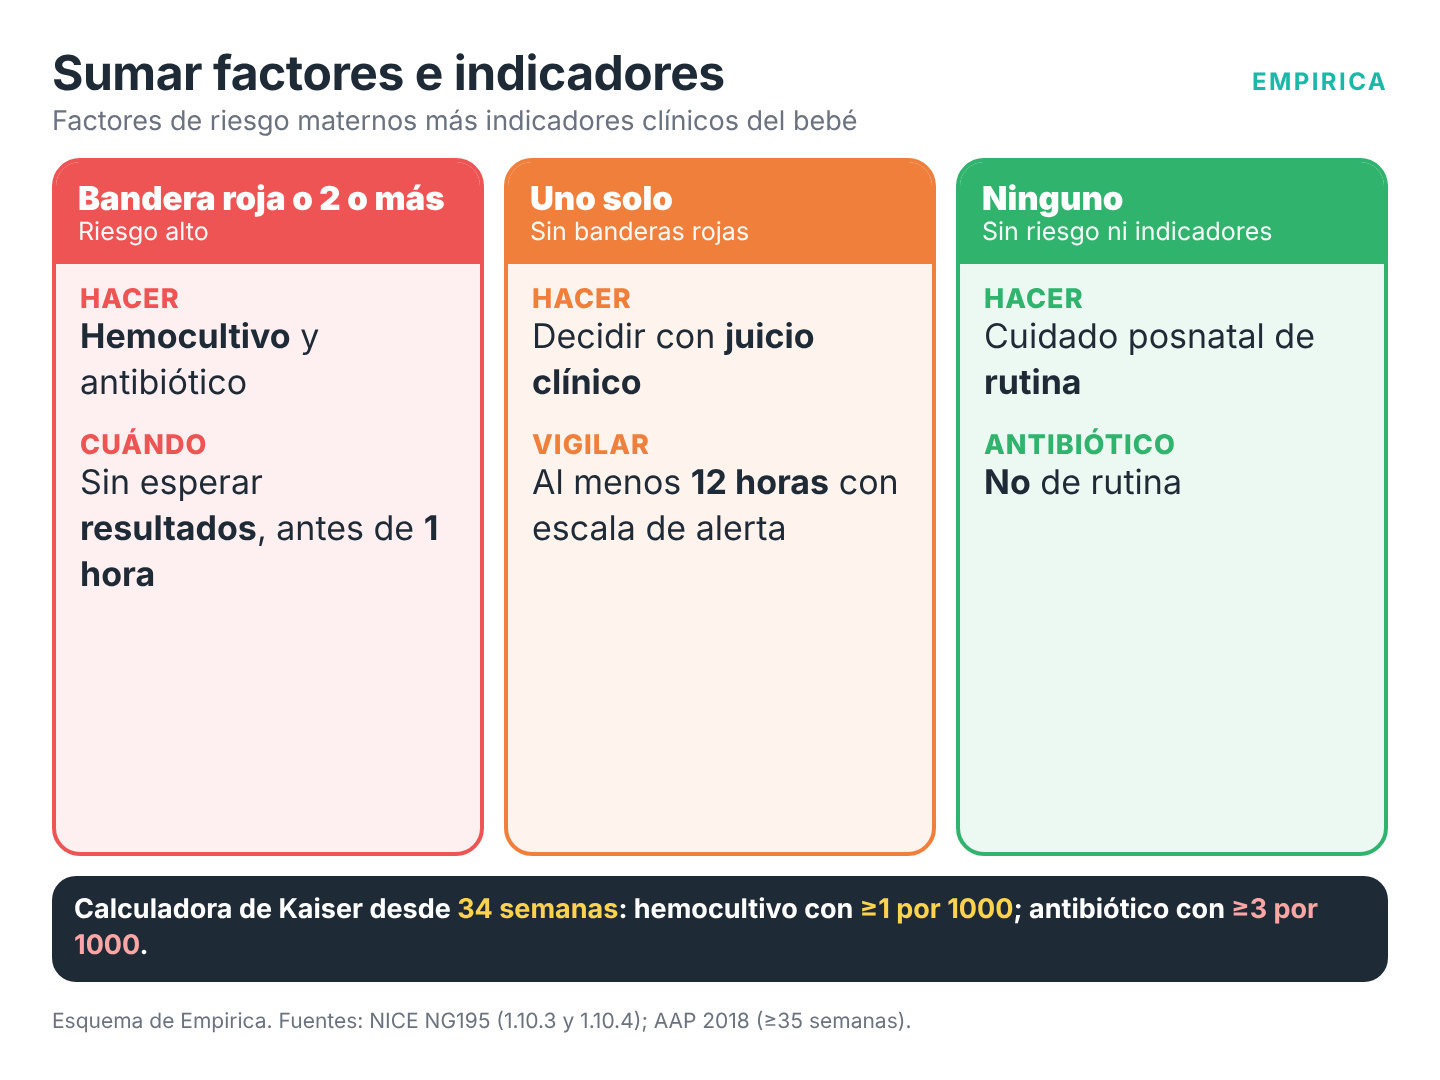 Sumar factores e indicadores
EMPIRICA
Factores de riesgo maternos más indicadores clínicos del bebé
Bandera roja o 2 o más
Riesgo alto
HACER
Hemocultivo y
antibiótico
CUÁNDO
Sin esperar
resultados, antes de 1
hora
Uno solo
Sin banderas rojas
HACER
Decidir con juicio
clínico
VIGILAR
Al menos 12 horas con
escala de alerta
Ninguno
Sin riesgo ni indicadores
HACER
Cuidado posnatal de
rutina
ANTIBIÓTICO
No de rutina
Calculadora de Kaiser desde 34 semanas: hemocultivo con ≥1 por 1000; antibiótico con ≥3 por
1000.
Esquema de Empirica. Fuentes: NICE NG195 (1.10.3 y 1.10.4); AAP 2018 (≥35 semanas).